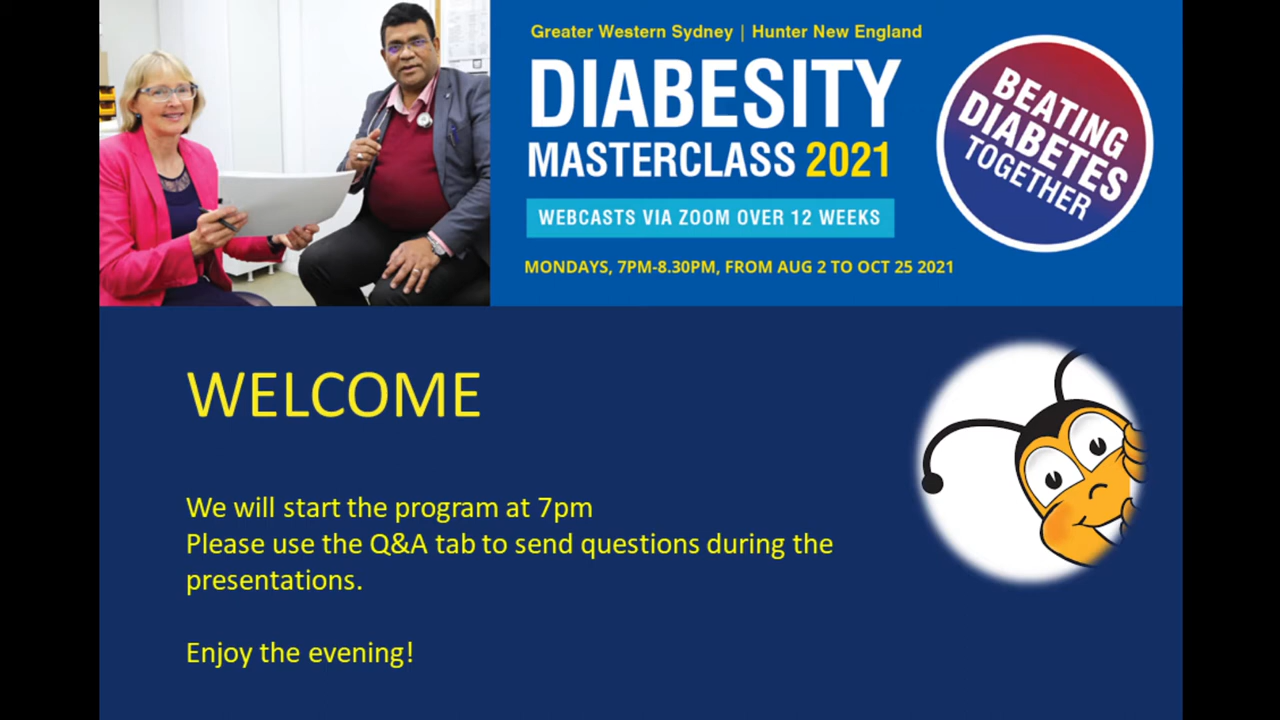 Greater Western Sydney | Hunter New England
DIABESITY
MASTERCLASS 2021
WEBCASTS VIA ZOOM OVER 12 WEEKS
MONDAYS, 7PM-8.30PM, FROM AUG 2 TO OCT 25 2021
BEATING
DIABETES
TOGETHER
WELCOME
We will start the program at 7pm
Please use the Q&A tab to send questions during the
presentations.
Enjoy the evening!